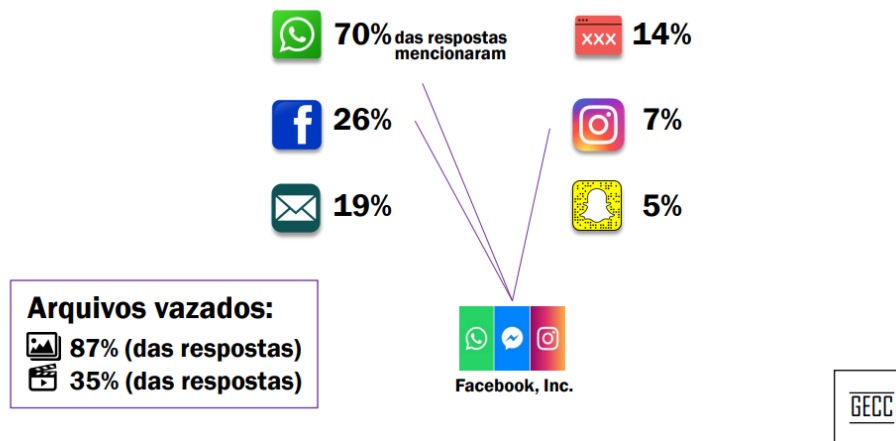 70% das respostas
mencionaram
XXX 14%
26%
7%
19%
5%
Arquivos vazados:
87% (das respostas)
35% (das respostas)
Facebook, Inc.
GECC